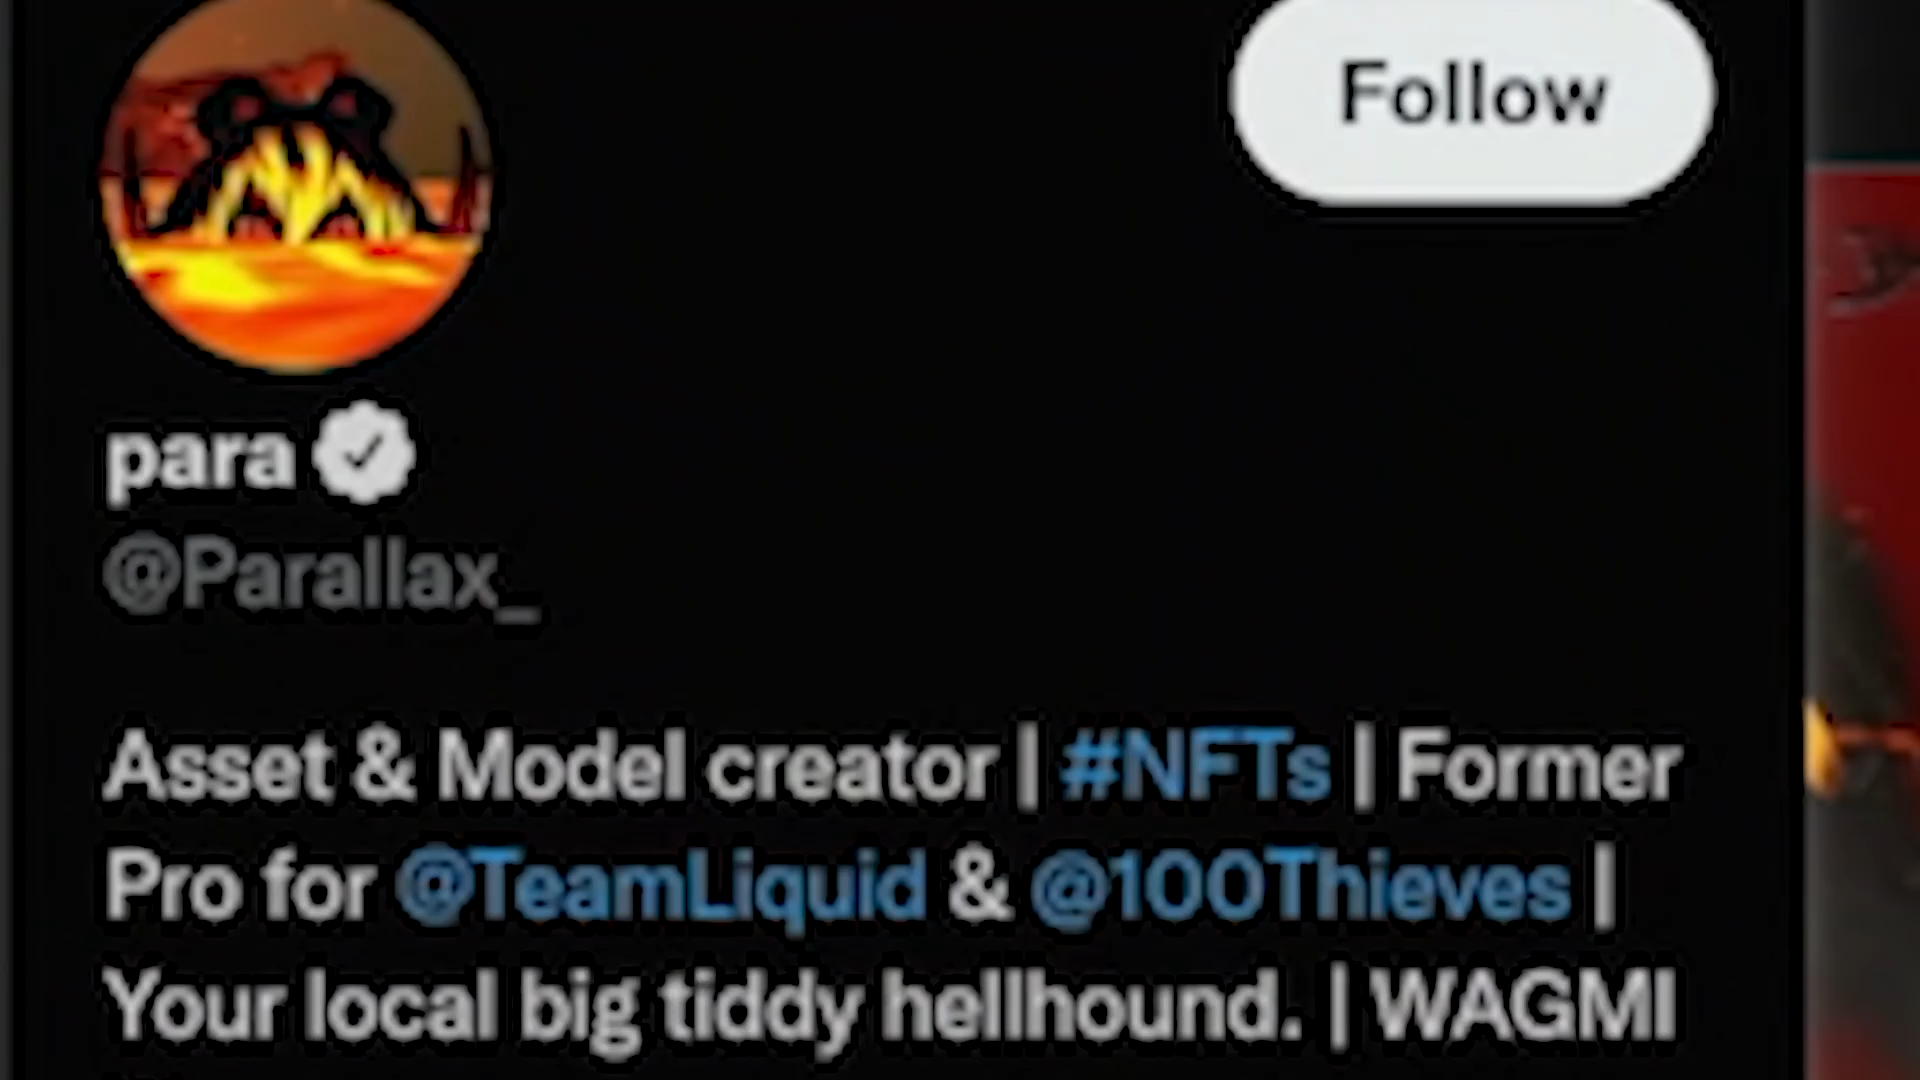 Follow
para
@Parallax_
Asset & Model creator | #NFTs | Former
Pro for @TeamLiquid & @100Thieves |
Your local big tiddy hellhound. | WAGMI